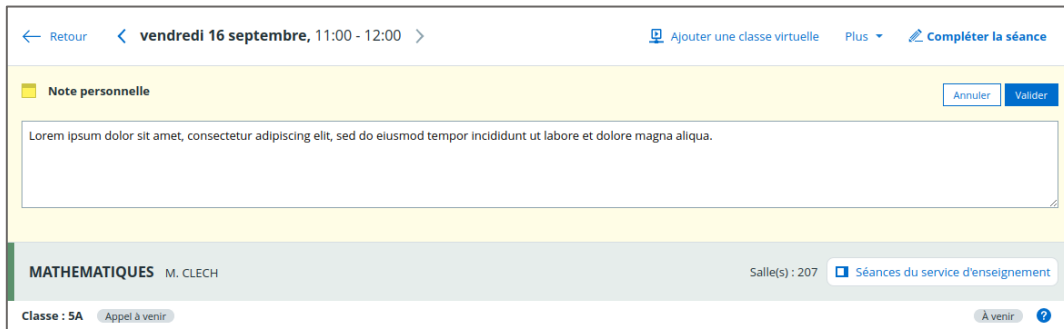 Retour vendredi 16 septembre, 11:00 - 12:00 Ajouter une classe virtuelle Plus Compléter la séance
Note personnelle Annuler Valider
Lorem ipsum dolor sit amet, consectetur adipiscing elit, sed do eiusmod tempor incididunt ut labore et dolore magna aliqua.
MATHEMATIQUES M. CLECH Salle(s) : 207 Séances du service d'enseignement
Classe : 5A Appel à venir À venir ?